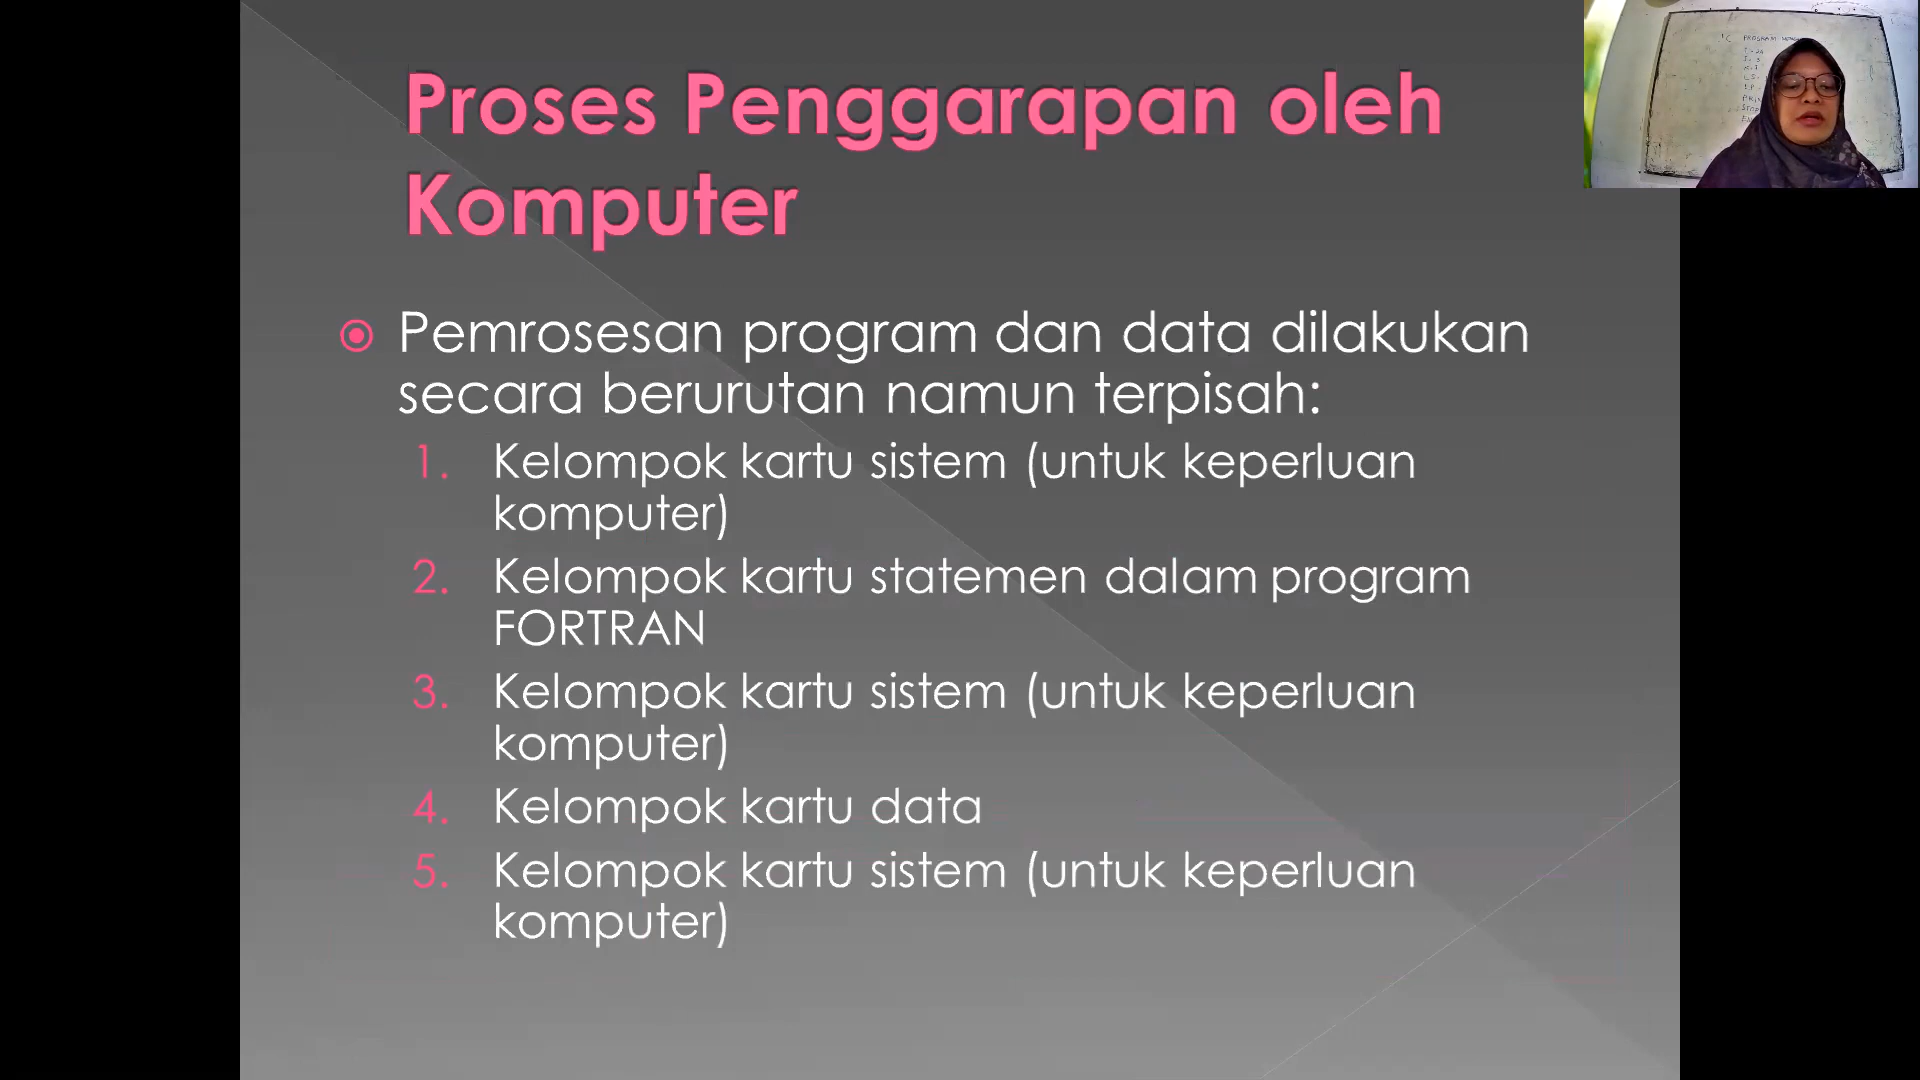 Proses Penggarapan oleh
Komputer
Pemrosesan program dan data dilakukan
secara berurutan namun terpisah:
1. Kelompok kartu sistem (untuk keperluan
komputer)
2. Kelompok kartu statemen dalam program
FORTRAN
3. Kelompok kartu sistem (untuk keperluan
komputer)
4. Kelompok kartu data
5. Kelompok kartu sistem (untuk keperluan
komputer)
PROGRAM